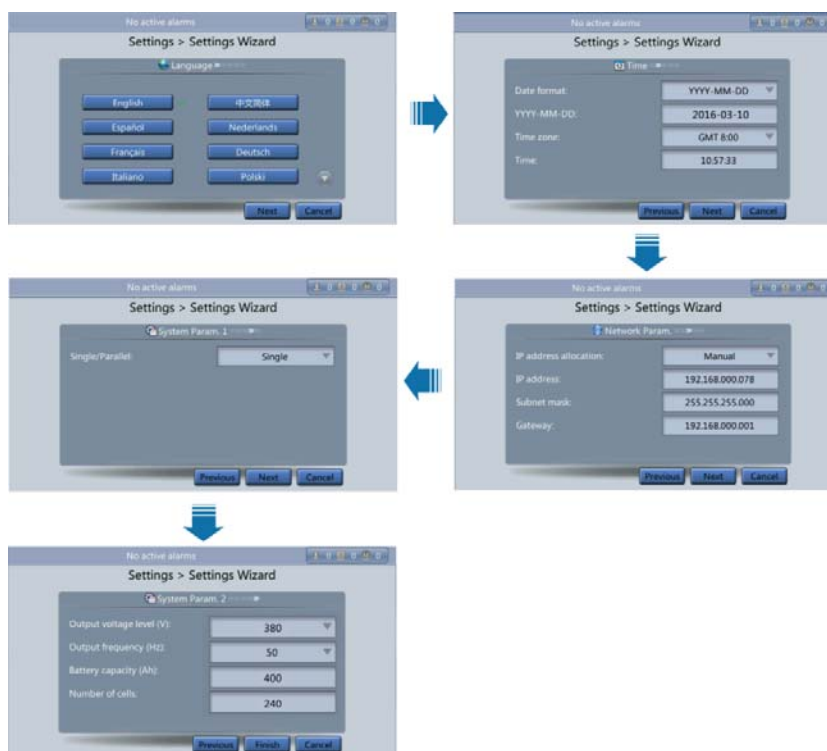 No active alarms
Settings > Settings Wizard
Language
English 中文简体
Español Nederlands
Français Deutsch
Italiano Polski
Next Cancel
No active alarms
Settings > Settings Wizard
Time
Date format: YYYY-MM-DD
YYYY-MM-DD: 2016-03-10
Time zone: GMT 8:00
Time: 10:57:33
Previous Next Cancel
No active alarms
Settings > Settings Wizard
Network Param.
IP address allocation: Manual
IP address: 192.168.000.078
Subnet mask: 255.255.255.000
Gateway: 192.168.000.001
Previous Next Cancel
No active alarms
Settings > Settings Wizard
System Param. 1
Single/Parallel: Single
Previous Next Cancel
No active alarms
Settings > Settings Wizard
System Param. 2
Output voltage level (V): 380
Output frequency (Hz): 50
Battery capacity (Ah): 400
Number of cells: 240
Previous Finish Cancel